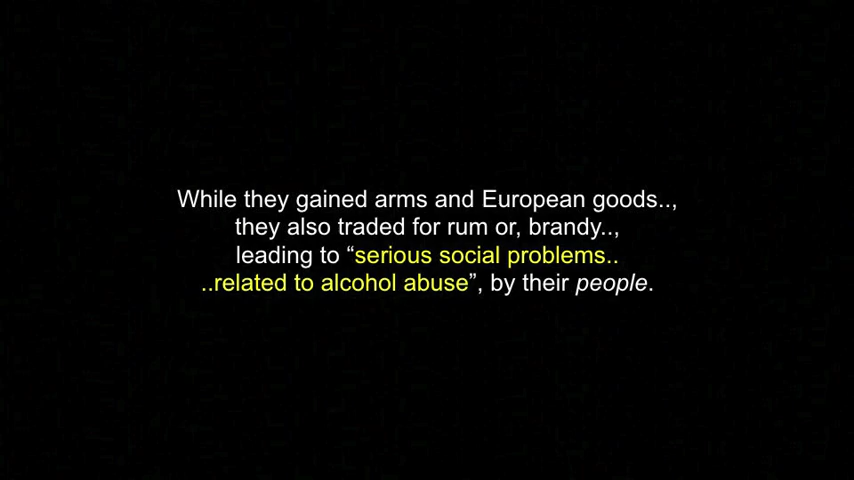 While they gained arms and European goods..,
they also traded for rum or, brandy..,
leading to “serious social problems..
..related to alcohol abuse”, by their people.